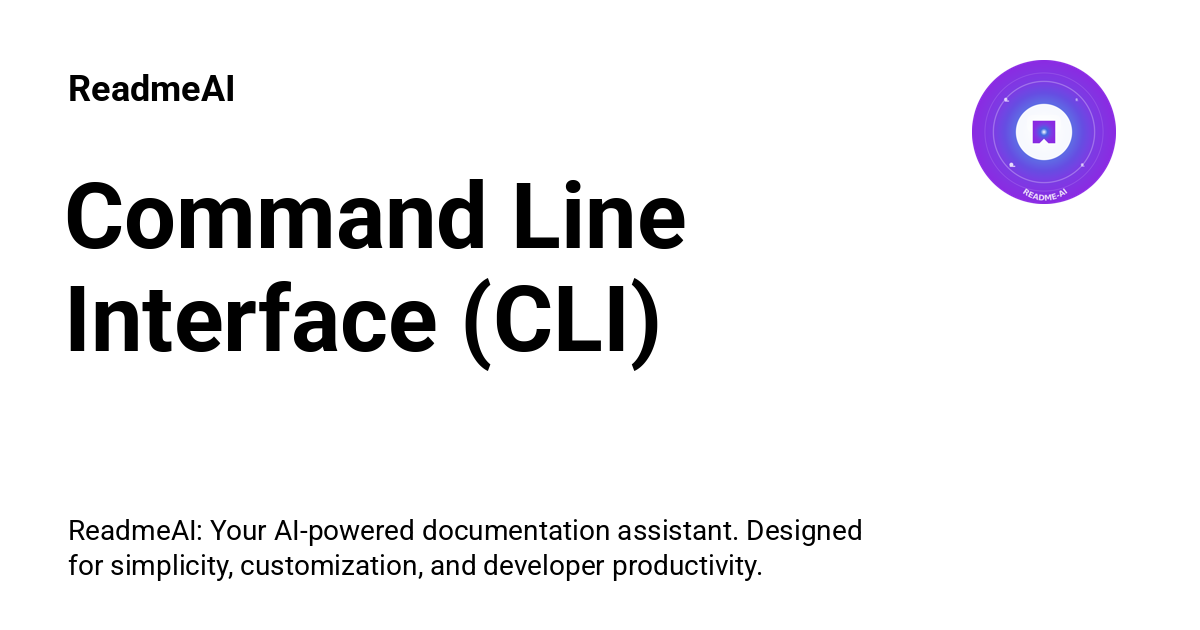 ReadmeAI
README-AI
Command Line
Interface (CLI)
ReadmeAI: Your AI-powered documentation assistant. Designed
for simplicity, customization, and developer productivity.